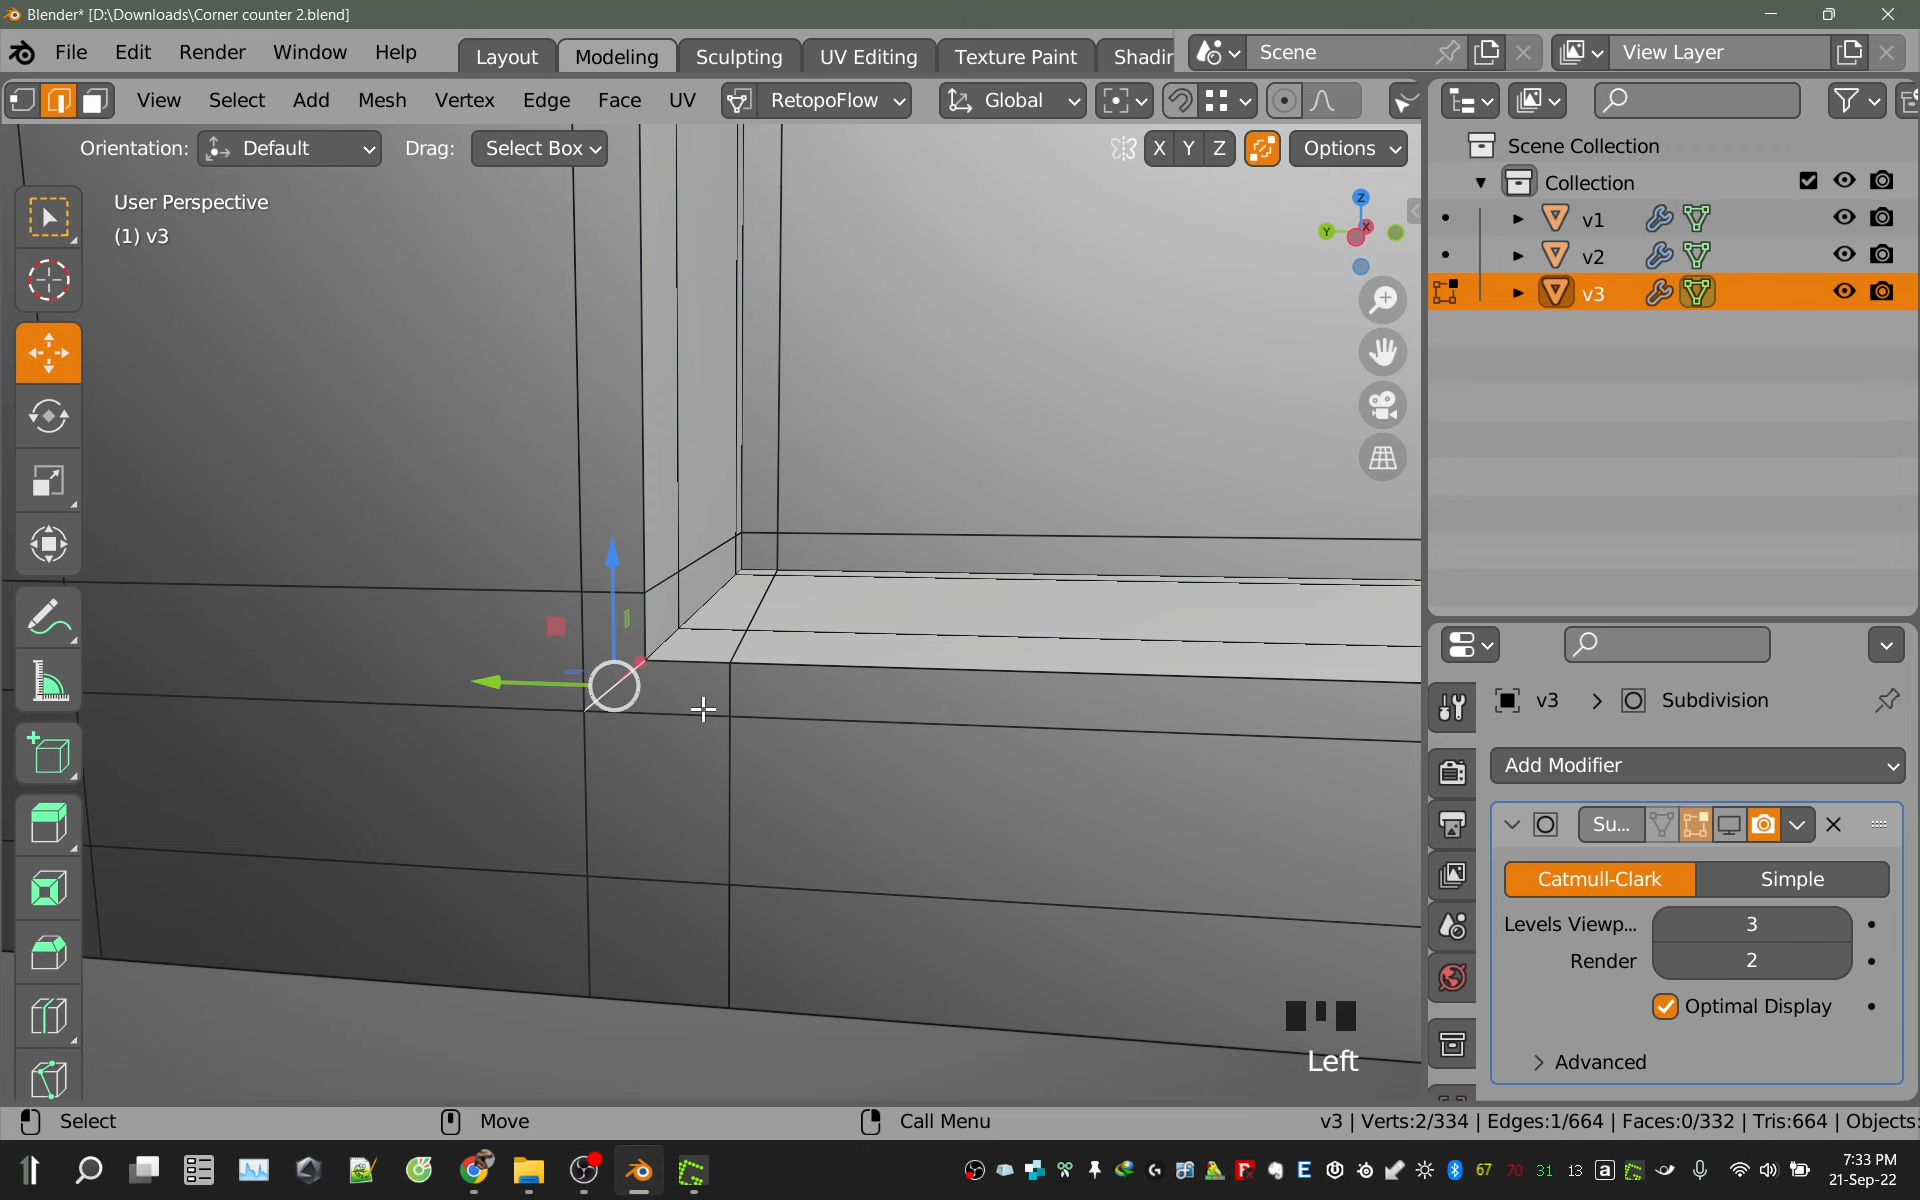 Blender* [D:\Downloads\Corner counter 2.blend]
File Edit Render Window Help Layout Modeling Sculpting UV Editing Texture Paint Shadin Scene View Layer
View Select Add Mesh Vertex Edge Face UV RetopoFlow Global
Orientation: Default Drag: Select Box X Y Z Options
Scene Collection
Collection
User Perspective
(1) v3
Z
Y X
v1
v2
v3
v3 > Subdivision
Add Modifier
Su...
Catmull-Clark Simple
Levels Viewp... 3
Render 2
Optimal Display
Advanced
Left
Select Move Call Menu v3 | Verts:2/334 | Edges:1/664 | Faces:0/332 | Tris:664 | Objects:
67 70 31 13 a
7:33 PM
21-Sep-22